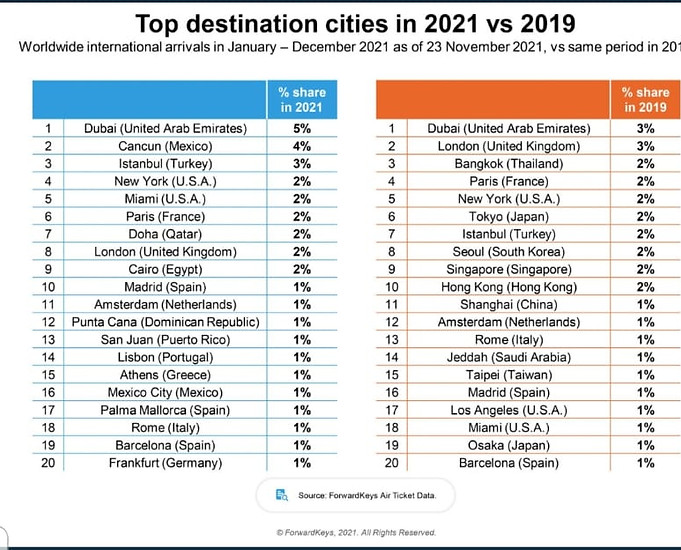 Top destination cities in 2021 vs 2019
Worldwide international arrivals in January – December 2021 as of 23 November 2021, vs same period in 201
% share
in 2021
1 Dubai (United Arab Emirates) 5%
2 Cancun (Mexico) 4%
3 Istanbul (Turkey) 3%
4 New York (U.S.A.) 2%
5 Miami (U.S.A.) 2%
6 Paris (France) 2%
7 Doha (Qatar) 2%
8 London (United Kingdom) 2%
9 Cairo (Egypt) 2%
10 Madrid (Spain) 1%
11 Amsterdam (Netherlands) 1%
12 Punta Cana (Dominican Republic) 1%
13 San Juan (Puerto Rico) 1%
14 Lisbon (Portugal) 1%
15 Athens (Greece) 1%
16 Mexico City (Mexico) 1%
17 Palma Mallorca (Spain) 1%
18 Rome (Italy) 1%
19 Barcelona (Spain) 1%
20 Frankfurt (Germany) 1%
% share
in 2019
1 Dubai (United Arab Emirates) 3%
2 London (United Kingdom) 3%
3 Bangkok (Thailand) 2%
4 Paris (France) 2%
5 New York (U.S.A.) 2%
6 Tokyo (Japan) 2%
7 Istanbul (Turkey) 2%
8 Seoul (South Korea) 2%
9 Singapore (Singapore) 2%
10 Hong Kong (Hong Kong) 2%
11 Shanghai (China) 1%
12 Amsterdam (Netherlands) 1%
13 Rome (Italy) 1%
14 Jeddah (Saudi Arabia) 1%
15 Taipei (Taiwan) 1%
16 Madrid (Spain) 1%
17 Los Angeles (U.S.A.) 1%
18 Miami (U.S.A.) 1%
19 Osaka (Japan) 1%
20 Barcelona (Spain) 1%
Source: ForwardKeys Air Ticket Data.
© ForwardKeys, 2021. All Rights Reserved.